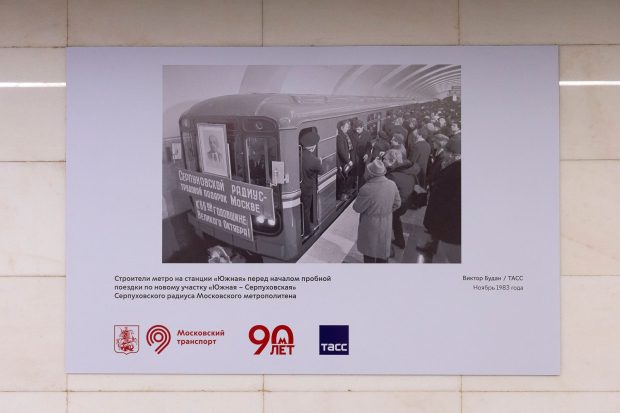 СЕРПУХОВСКОЙ РАДИУС-
ТРУДОВОЙ ПОДАРОК МОСКВЕ
К 66ОЙ ГОДОВЩИНЕ
ВЕЛИКОГО ОКТЯБРЯ!
Строители метро на станции «Южная» перед началом пробной
поездки по новому участку «Южная – Серпуховская»
Серпуховского радиуса Московского метрополитена
Виктор Будан / ТАСС
Ноябрь 1983 года
Московский
транспорт
90 М
ЛЕТ
ТАСС